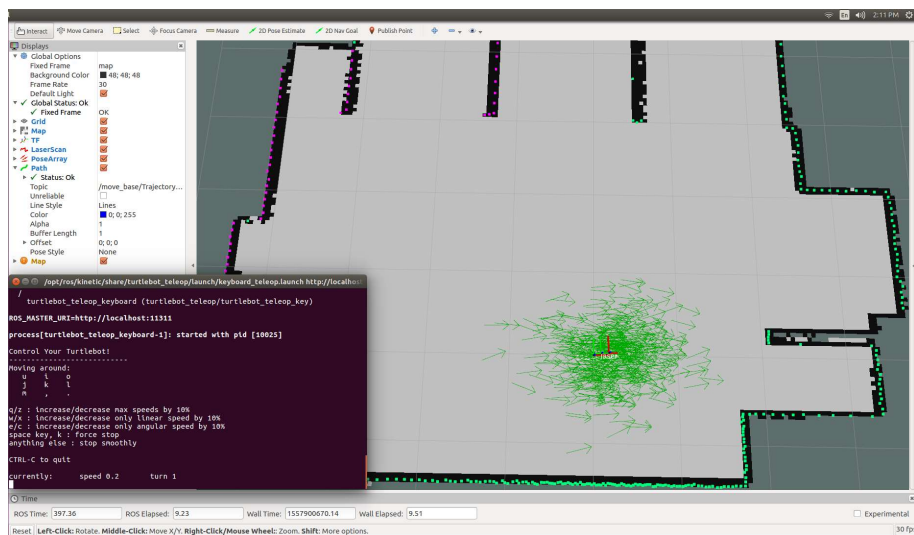 En 2:11 PM
Interact Move Camera Select Focus Camera Measure 2D Pose Estimate 2D Nav Goal Publish Point
Displays
Global Options
Fixed Frame map
Background Color 48; 48; 48
Frame Rate 30
Default Light
Global Status: Ok
Fixed Frame OK
Grid
Map
TF
LaserScan
PoseArray
Path
Status: Ok
Topic /move_base/Trajectory...
Unreliable
Line Style Lines
Color 0; 0; 255
Alpha 1
Buffer Length 1
Offset 0; 0; 0
Pose Style None
Map
/opt/ros/kinetic/share/turtlebot_teleop/launch/keyboard_teleop.launch http://localhos
/
turtlebot_teleop_keyboard (turtlebot_teleop/turtlebot_teleop_key)
ROS_MASTER_URI=http://localhost:11311
process[turtlebot_teleop_keyboard-1]: started with pid [10025]
Control Your Turtlebot!
---------------------------
Moving around:
u i o
j k l
m , .
q/z : increase/decrease max speeds by 10%
w/x : increase/decrease only linear speed by 10%
e/c : increase/decrease only angular speed by 10%
space key, k : force stop
anything else : stop smoothly
CTRL-C to quit
currently: speed 0.2 turn 1
Time
ROS Time: 397.36 ROS Elapsed: 9.23 Wall Time: 1557900670.14 Wall Elapsed: 9.51 Experimental
Reset Left-Click: Rotate. Middle-Click: Move X/Y. Right-Click/Mouse Wheel:: Zoom. Shift: More options. 30 fp